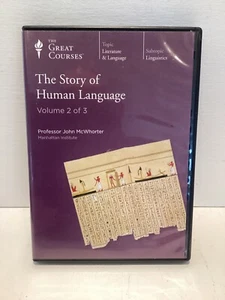 THE
GREAT
COURSES
Topic
Literature
& Language
Subtopic
Linguistics
The Story of
Human Language
Volume 2 of 3
Professor John McWhorter
Manhattan Institute